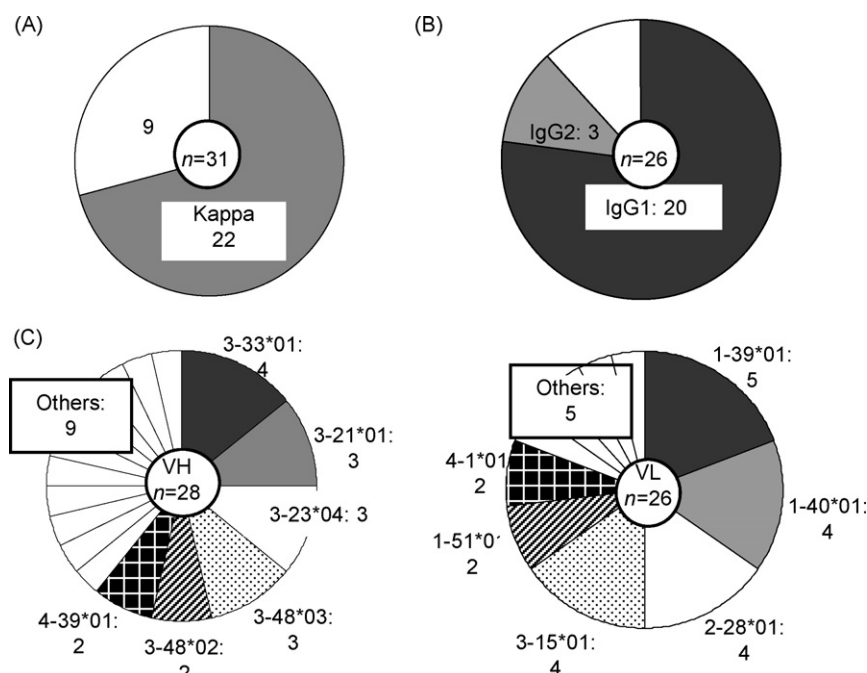 (A)
9
n=31
Kappa
22
(B)
IgG2: 3
n=26
IgG1: 20
(C)
3-33*01:
4
Others:
9
3-21*01:
3
VH
n=28
3-23*04: 3
4-39*01:
2
3-48*02:
2
3-48*03:
3
1-39*01:
5
Others:
5
4-1*01
2
VL
n=26
1-40*01:
4
1-51*0
2
3-15*01:
4
2-28*01:
4